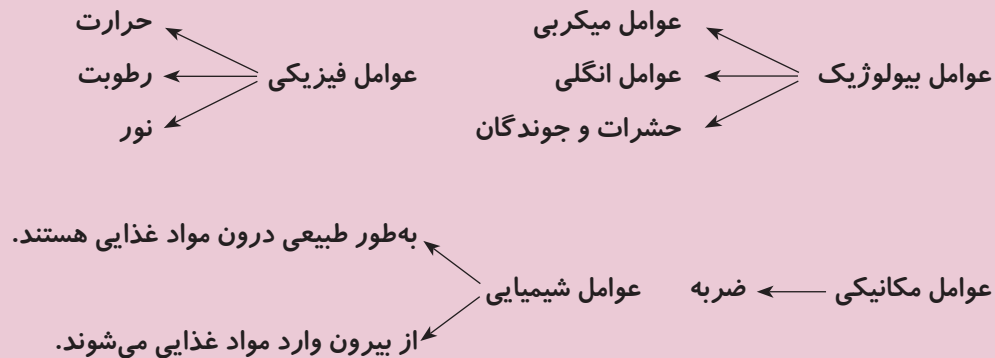 عوامل بیولوژیک
عوامل میکربی
عوامل انگلی
حشرات و جوندگان
عوامل فیزیکی
حرارت
رطوبت
نور
عوامل مکانیکی
ضربه
عوامل شیمیایی
به‌طور طبیعی درون مواد غذایی هستند.
از بیرون وارد مواد غذایی می‌شوند.